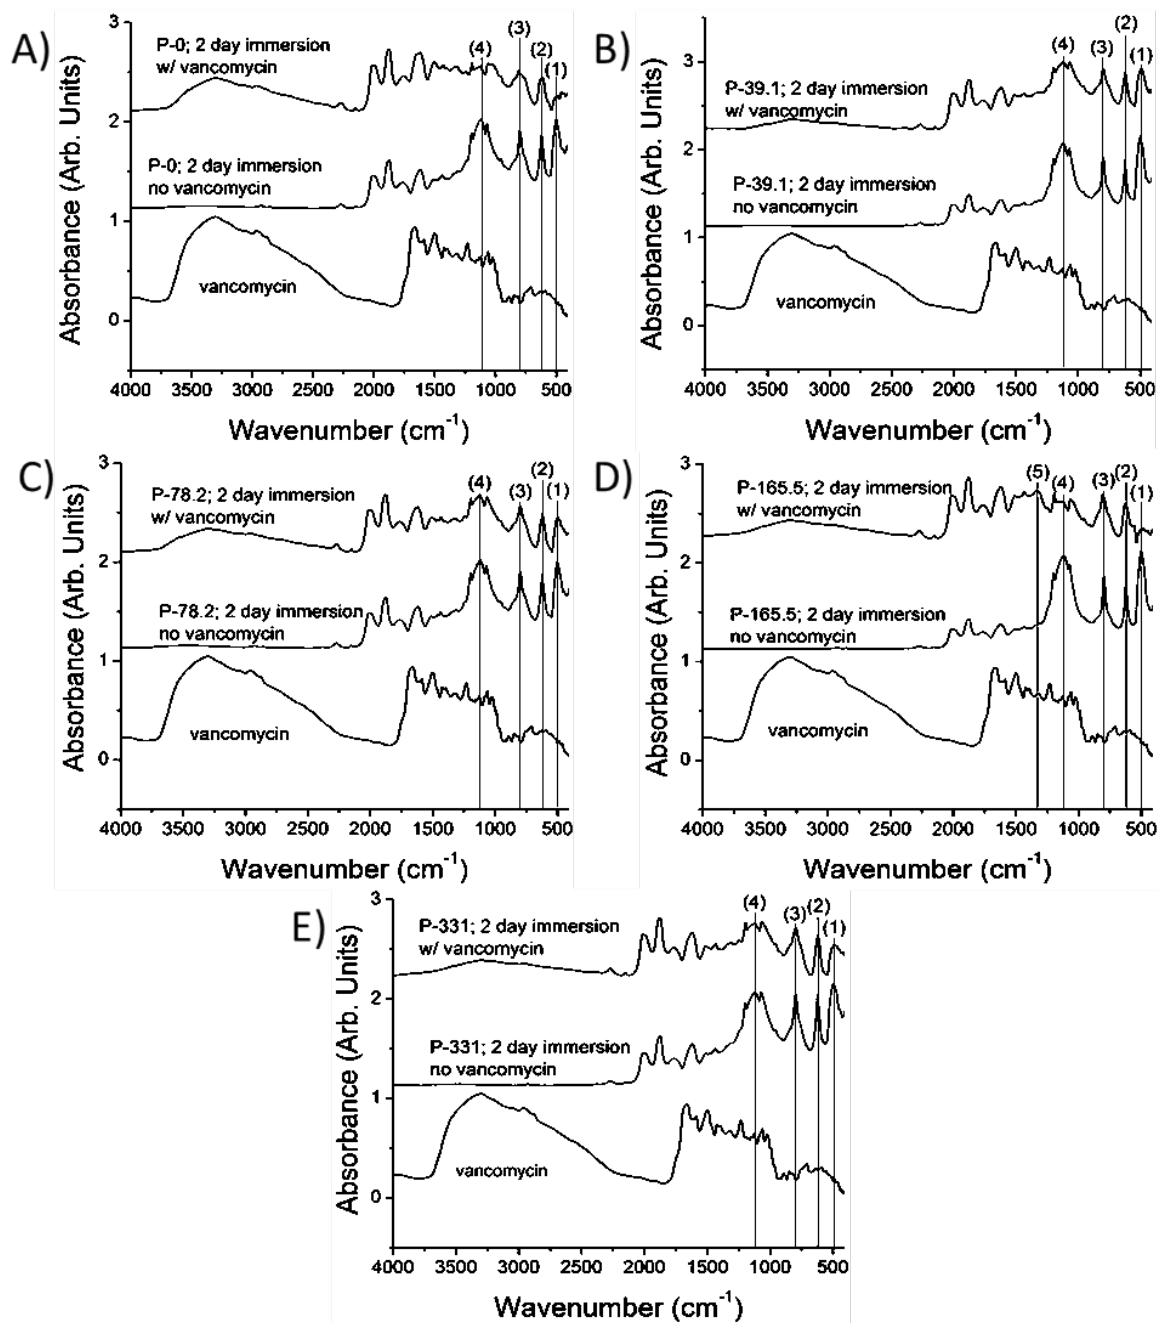 A)
Absorbance (Arb. Units)
3
2
1
0
(4)
(3)
(2)
(1)
P-0; 2 day immersion
w/ vancomycin
P-0; 2 day immersion
no vancomycin
vancomycin
4000 3500 3000 2500 2000 1500 1000 500
Wavenumber (cm⁻¹)
B)
Absorbance (Arb. Units)
3
2
1
0
(4)
(3)
(2)
(1)
P-39.1; 2 day immersion
w/ vancomycin
P-39.1; 2 day immersion
no vancomycin
vancomycin
4000 3500 3000 2500 2000 1500 1000 500
Wavenumber (cm⁻¹)
C)
Absorbance (Arb. Units)
3
2
1
0
(4)
(3)
(2)
(1)
P-78.2; 2 day immersion
w/ vancomycin
P-78.2; 2 day immersion
no vancomycin
vancomycin
4000 3500 3000 2500 2000 1500 1000 500
Wavenumber (cm⁻¹)
D)
Absorbance (Arb. Units)
3
2
1
0
(5)
(4)
(3)
(2)
(1)
P-165.5; 2 day immersion
w/ vancomycin
P-165.5; 2 day immersion
no vancomycin
vancomycin
4000 3500 3000 2500 2000 1500 1000 500
Wavenumber (cm⁻¹)
E)
Absorbance (Arb. Units)
3
2
1
0
(4)
(3)
(2)
(1)
P-331; 2 day immersion
w/ vancomycin
P-331; 2 day immersion
no vancomycin
vancomycin
4000 3500 3000 2500 2000 1500 1000 500
Wavenumber (cm⁻¹)